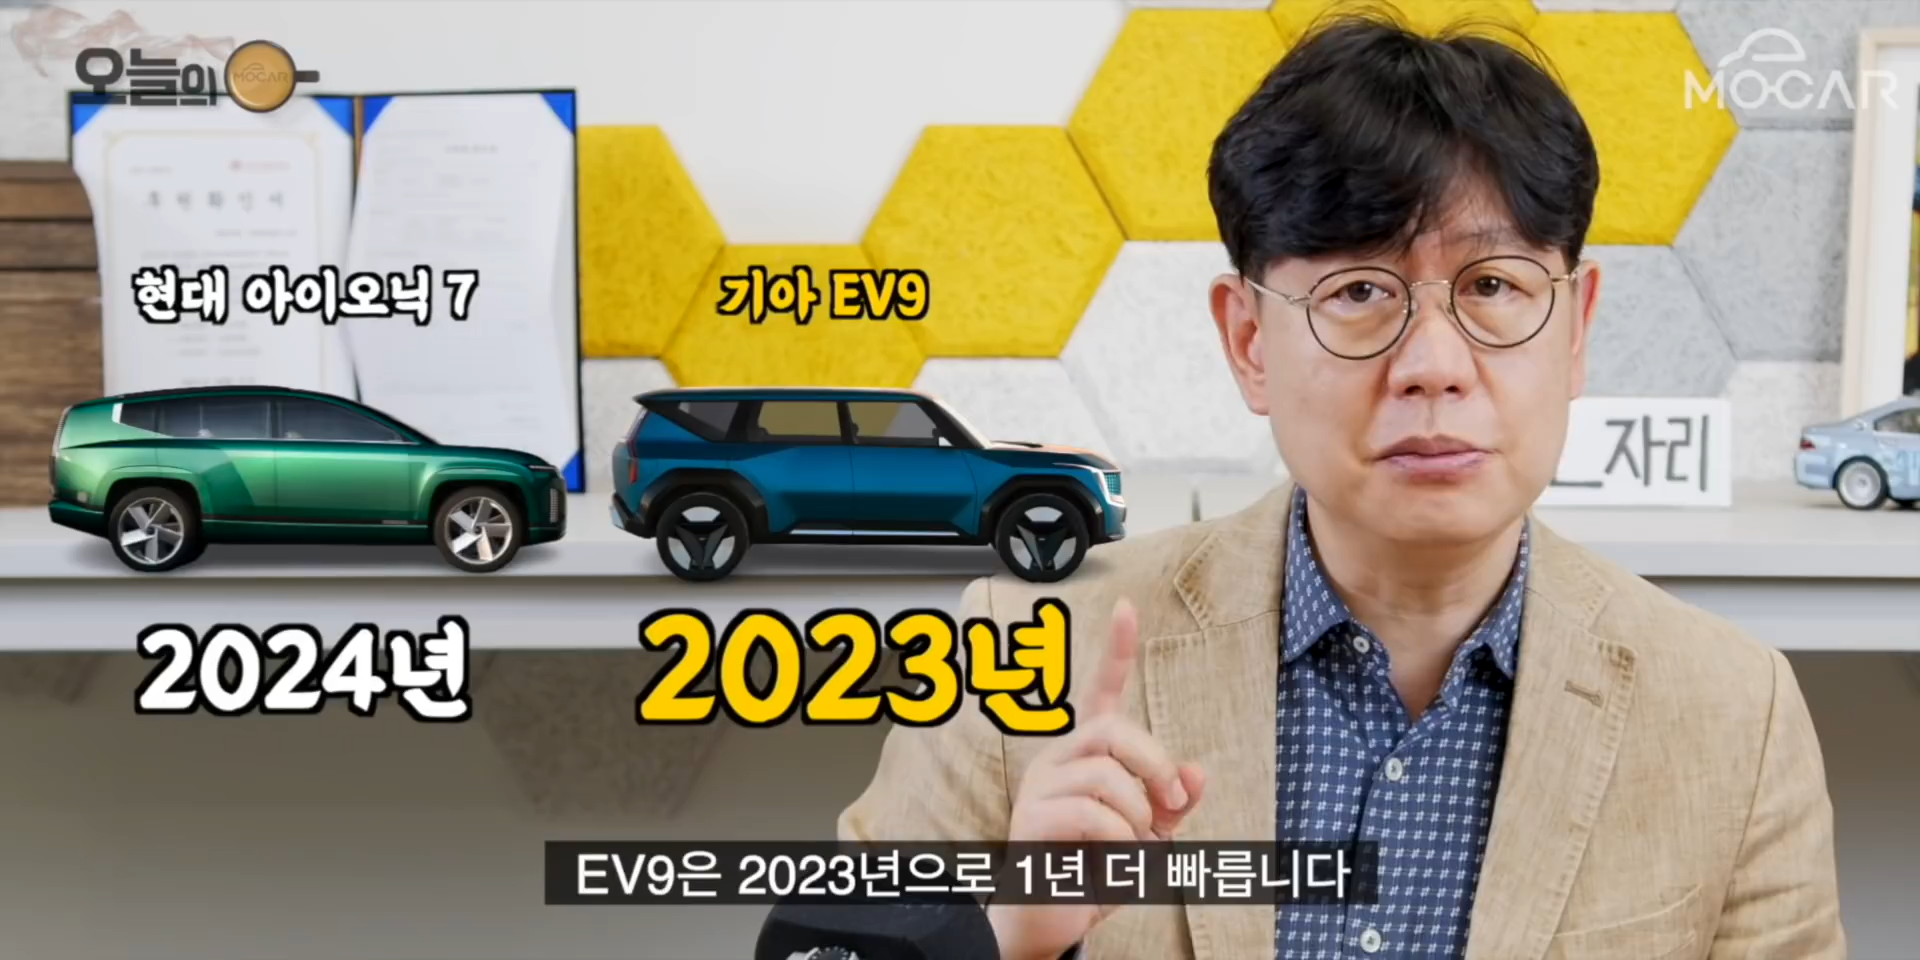 오늘의 MOCAR
MOCAR
현대 아이오닉 7
기아 EV9
자리
2024년
2023년
EV9은 2023년으로 1년 더 빠릅니다